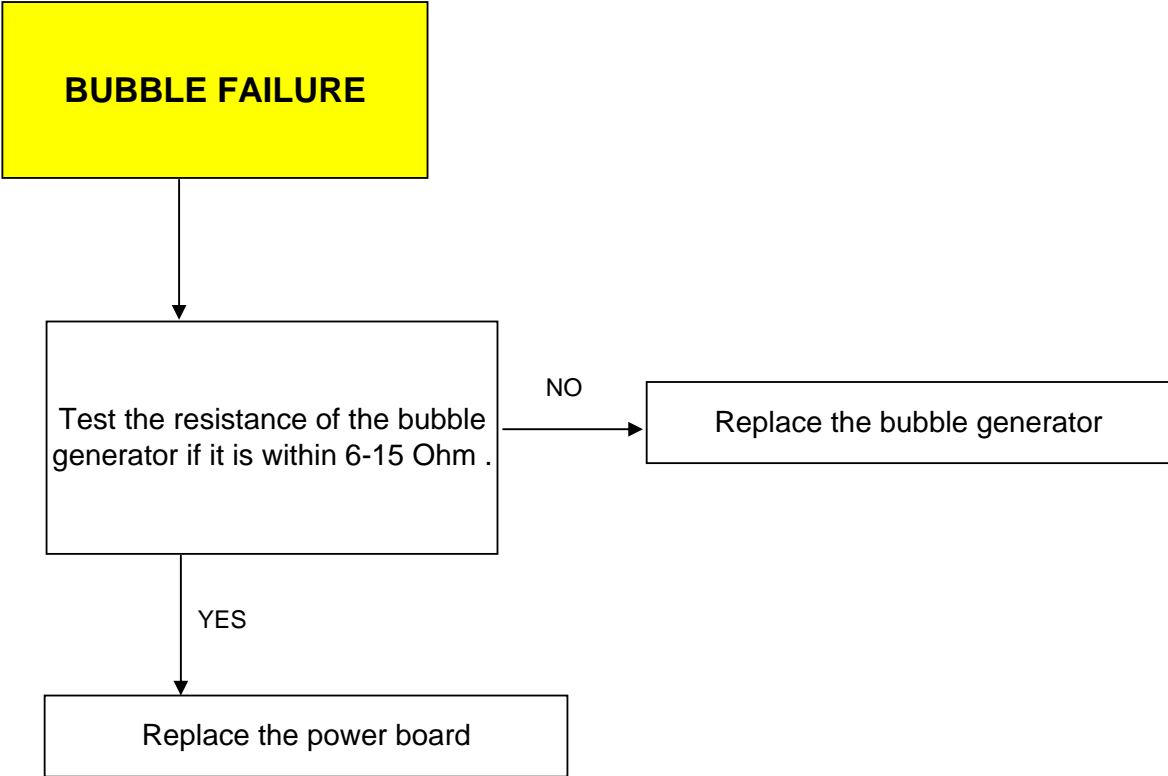 BUBBLE FAILURE
Test the resistance of the bubble
generator if it is within 6-15 Ohm .
NO
Replace the bubble generator
YES
Replace the power board